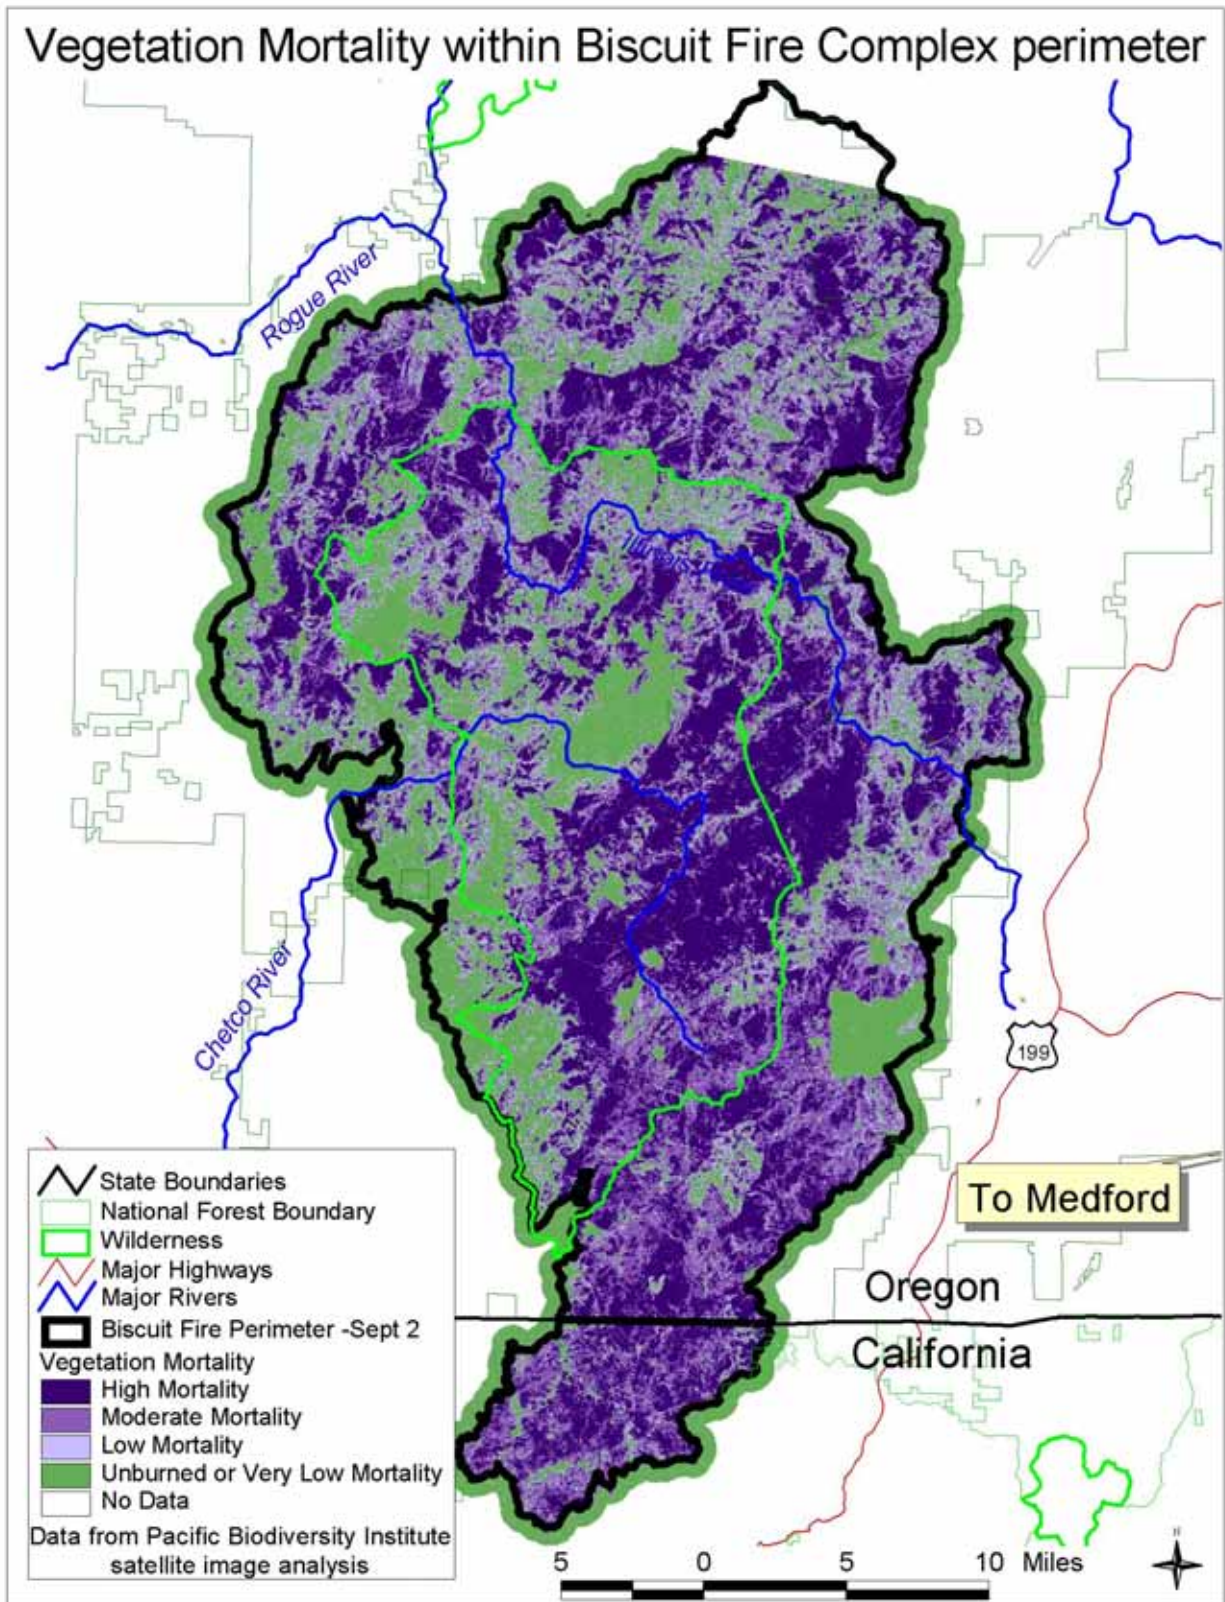 Vegetation Mortality within Biscuit Fire Complex perimeter
Rogue River
Illinois
Chetco River
199
To Medford
Oregon
California
State Boundaries
National Forest Boundary
Wilderness
Major Highways
Major Rivers
Biscuit Fire Perimeter -Sept 2
Vegetation Mortality
High Mortality
Moderate Mortality
Low Mortality
Unburned or Very Low Mortality
No Data
Data from Pacific Biodiversity Institute
satellite image analysis
5 0 5 10 Miles
N